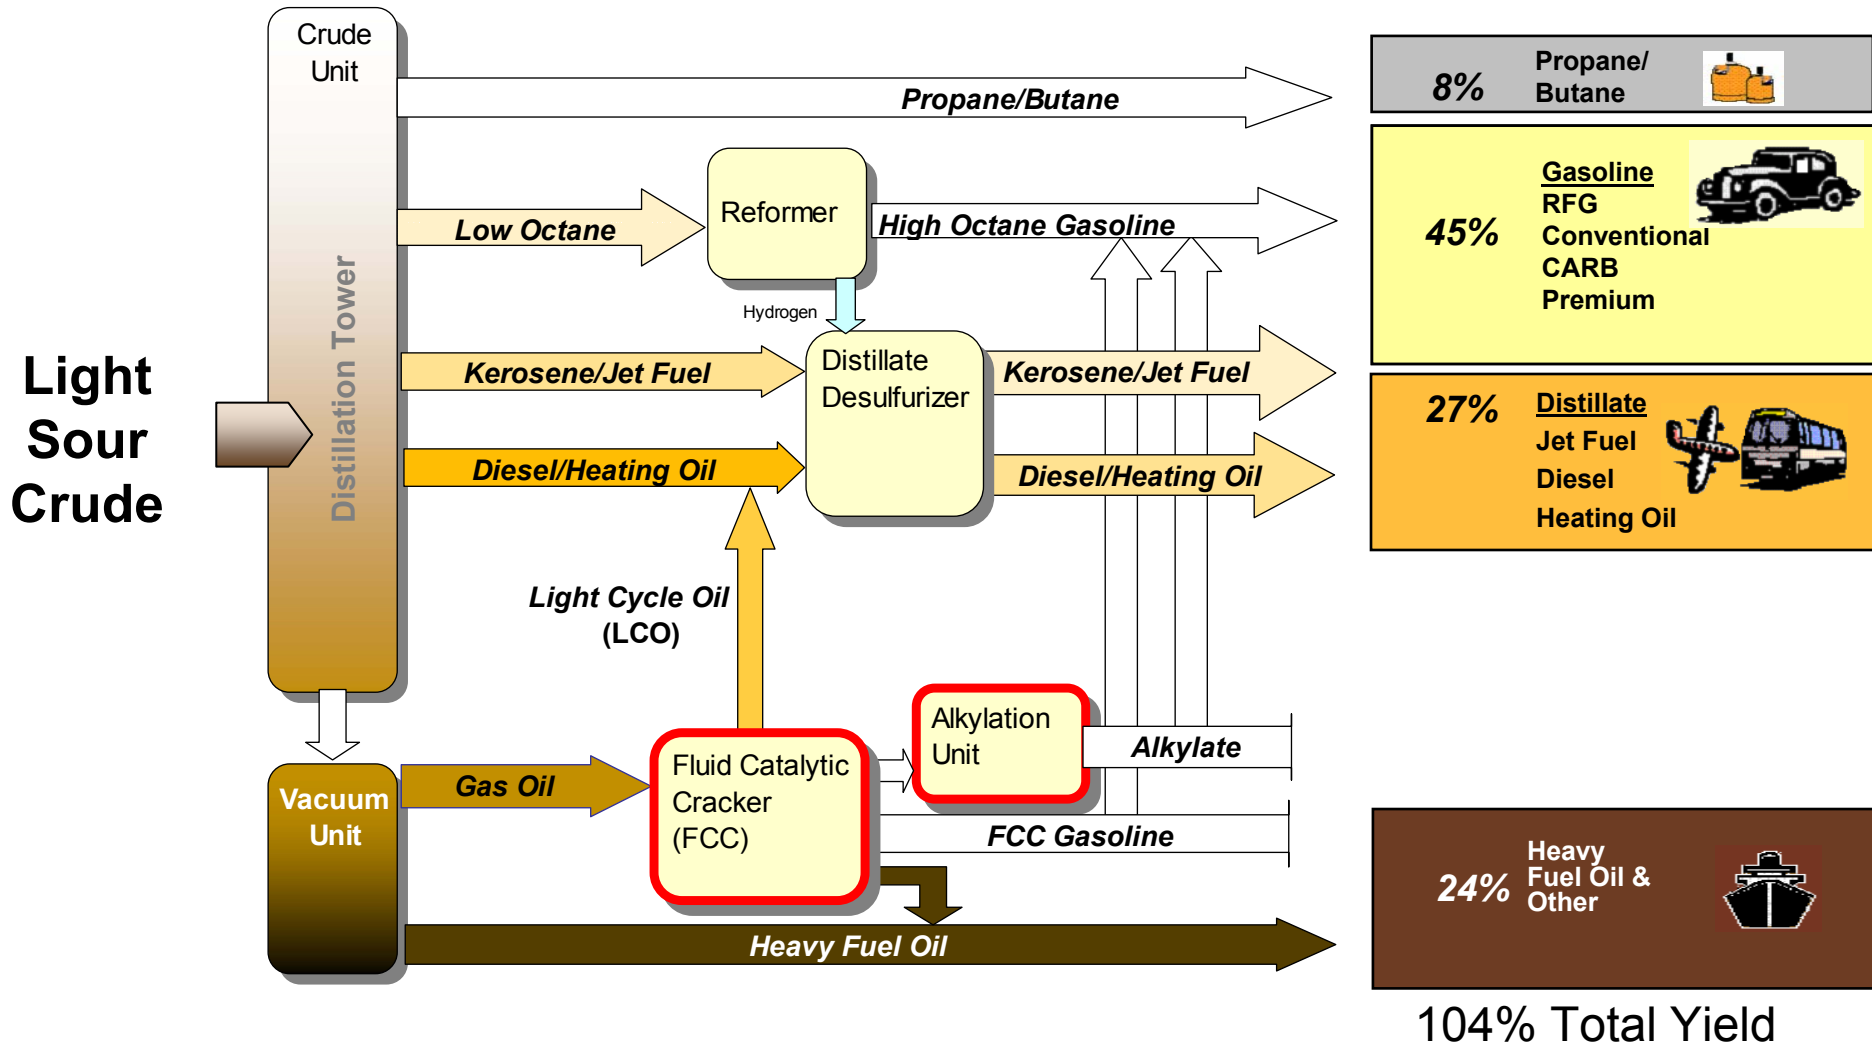 Crude
Unit
Distillation Tower
Light
Sour
Crude
Propane/Butane
Low Octane
Reformer
High Octane Gasoline
Hydrogen
Kerosene/Jet Fuel
Distillate
Desulfurizer
Kerosene/Jet Fuel
Diesel/Heating Oil
Diesel/Heating Oil
Light Cycle Oil
(LCO)
Vacuum
Unit
Gas Oil
Fluid Catalytic
Cracker
(FCC)
Alkylation
Unit
Alkylate
FCC Gasoline
Heavy Fuel Oil
8%
Propane/
Butane
45%
Gasoline
RFG
Conventional
CARB
Premium
27%
Distillate
Jet Fuel
Diesel
Heating Oil
24%
Heavy
Fuel Oil &
Other
104% Total Yield